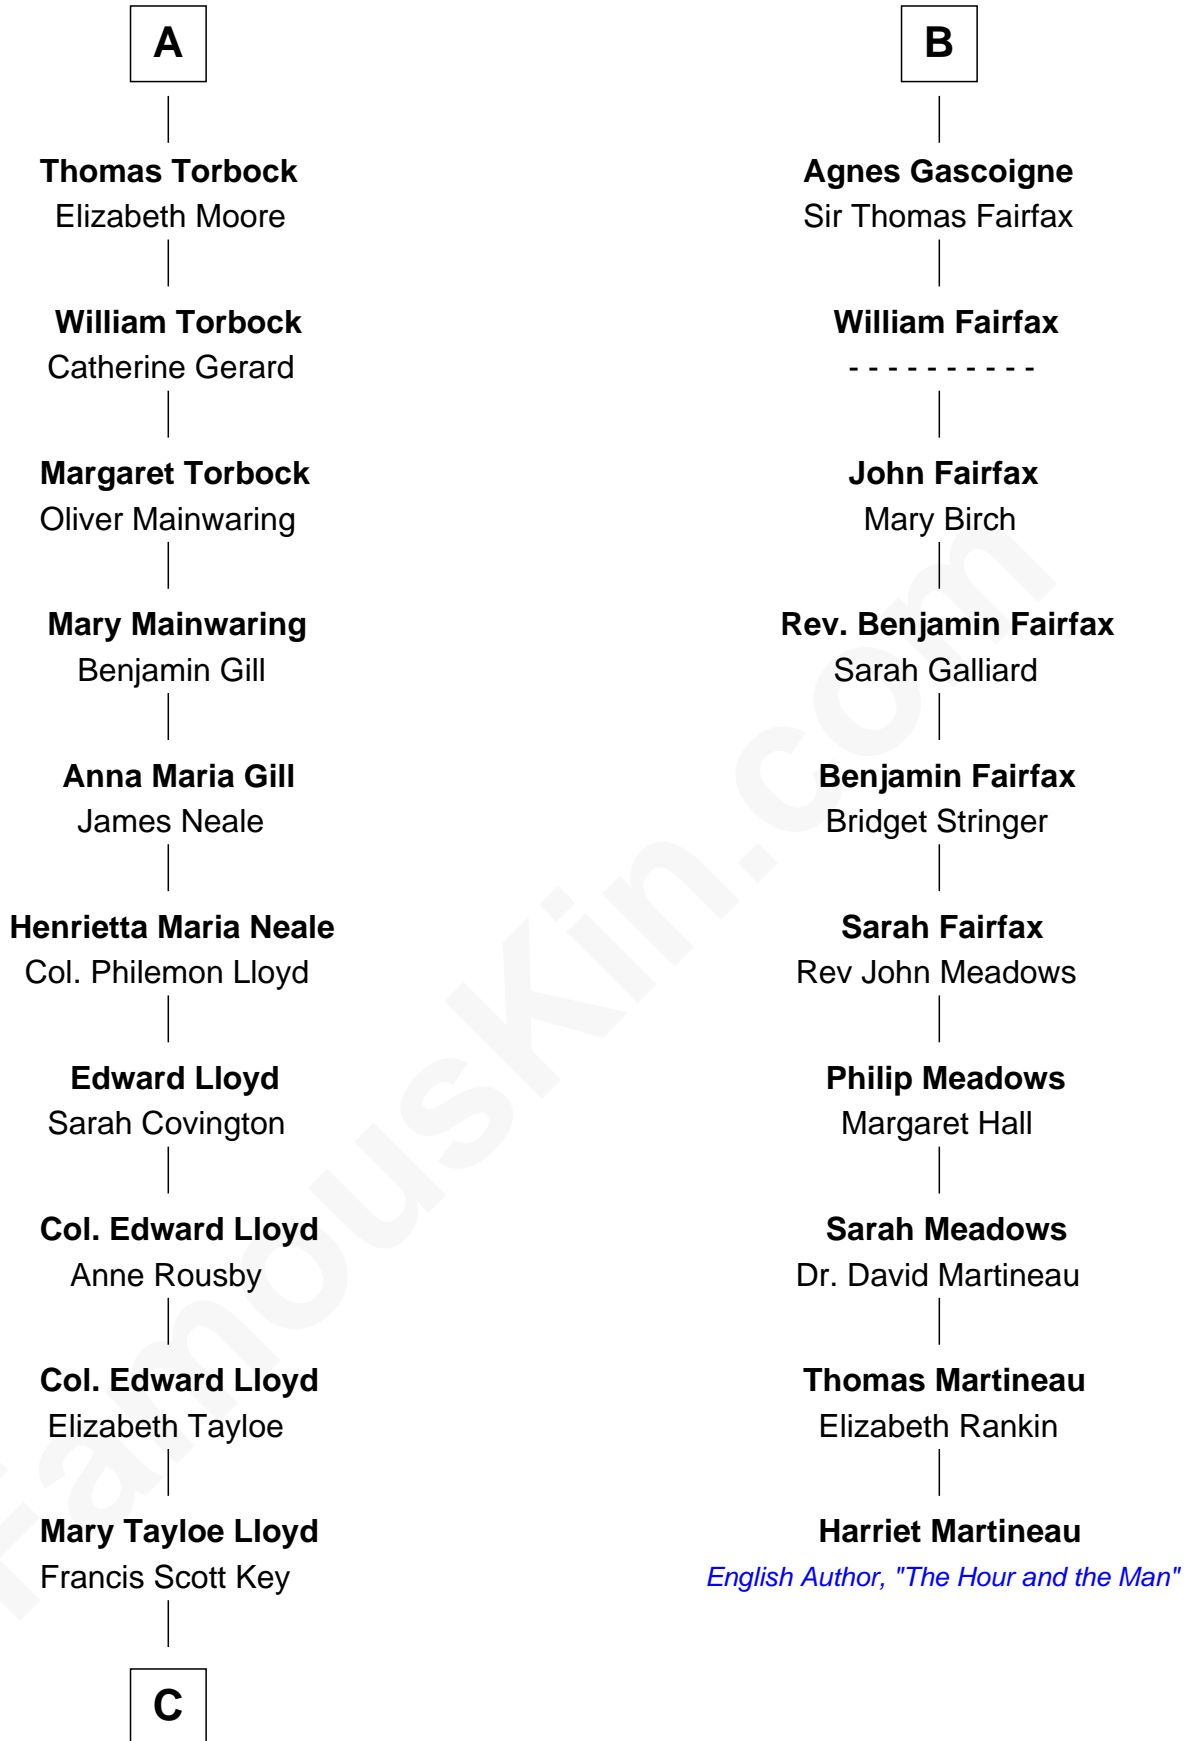 A
Thomas Torbock
Elizabeth Moore
William Torbock
Catherine Gerard
Margaret Torbock
Oliver Mainwaring
Mary Mainwaring
Benjamin Gill
Anna Maria Gill
James Neale
Henrietta Maria Neale
Col. Philemon Lloyd
Edward Lloyd
Sarah Covington
Col. Edward Lloyd
Anne Rousby
Col. Edward Lloyd
Elizabeth Tayloe
Mary Tayloe Lloyd
Francis Scott Key
C
B
Agnes Gascoigne
Sir Thomas Fairfax
William Fairfax
- - - - - - - - - -
John Fairfax
Mary Birch
Rev. Benjamin Fairfax
Sarah Galliard
Benjamin Fairfax
Bridget Stringer
Sarah Fairfax
Rev John Meadows
Philip Meadows
Margaret Hall
Sarah Meadows
Dr. David Martineau
Thomas Martineau
Elizabeth Rankin
Harriet Martineau
English Author, "The Hour and the Man"
FamousKin.com